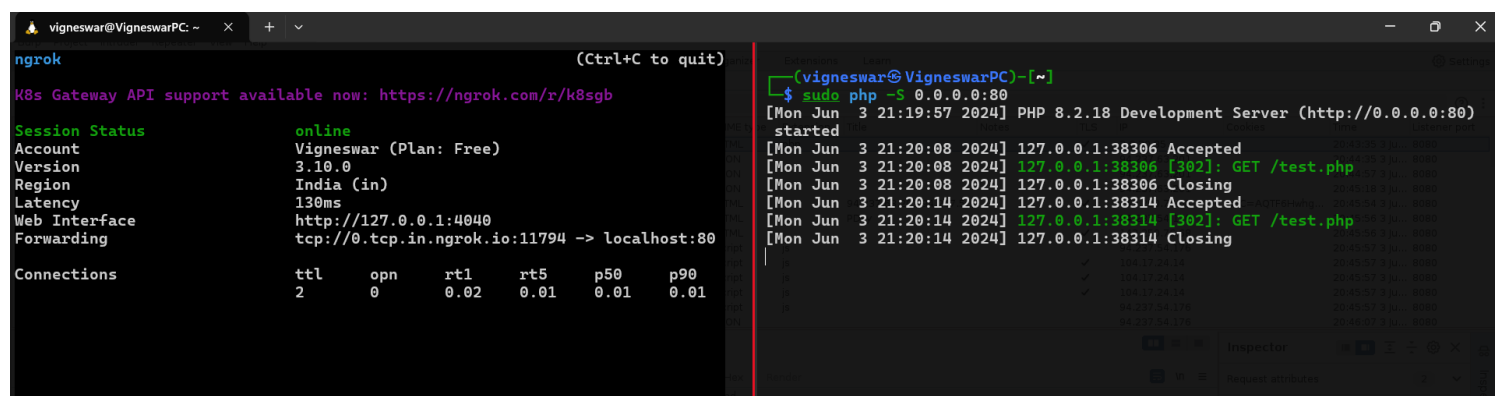 vigneswar@VigneswarPC: ~
ngrok (Ctrl+C to quit)
K8s Gateway API support available now: https://ngrok.com/r/k8sgb
Session Status online
Account Vigneswar (Plan: Free)
Version 3.10.0
Region India (in)
Latency 130ms
Web Interface http://127.0.0.1:4040
Forwarding tcp://0.tcp.in.ngrok.io:11794 -> localhost:80
Connections ttl opn rt1 rt5 p50 p90
2 0 0.02 0.01 0.01 0.01
(vigneswar㉿VigneswarPC)-[~]
$ sudo php -S 0.0.0.0:80
[Mon Jun  3 21:19:57 2024] PHP 8.2.18 Development Server (http://0.0.0.0:80)
started
[Mon Jun  3 21:20:08 2024] 127.0.0.1:38306 Accepted
[Mon Jun  3 21:20:08 2024] 127.0.0.1:38306 [302]: GET /test.php
[Mon Jun  3 21:20:08 2024] 127.0.0.1:38306 Closing
[Mon Jun  3 21:20:14 2024] 127.0.0.1:38314 Accepted
[Mon Jun  3 21:20:14 2024] 127.0.0.1:38314 [302]: GET /test.php
[Mon Jun  3 21:20:14 2024] 127.0.0.1:38314 Closing
Extensions Learn
Settings
Inspector
Request attributes 2